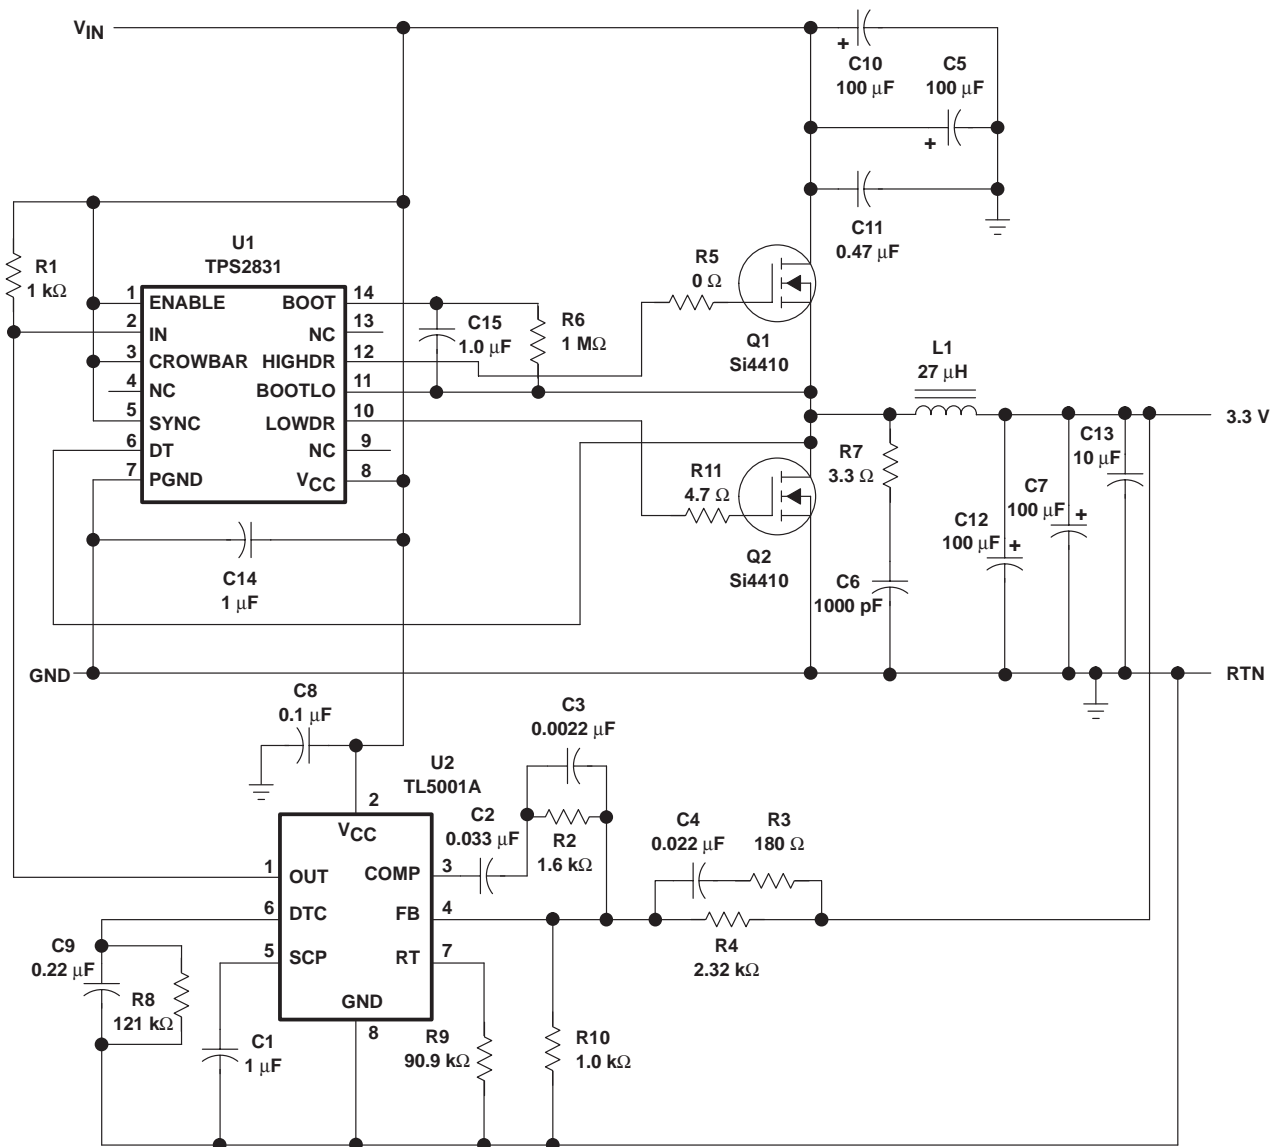 VIN
+
C10
100 μF
C5
100 μF
+
C11
0.47 μF
R1
1 kΩ
U1
TPS2831
1 ENABLE BOOT 14
2 IN NC 13
3 CROWBAR HIGHDR 12
4 NC BOOTLO 11
5 SYNC LOWDR 10
6 DT NC 9
7 PGND VCC 8
C15
1.0 μF
R6
1 MΩ
R5
0 Ω
Q1
Si4410
L1
27 μH
3.3 V
R7
3.3 Ω
C13
10 μF
R11
4.7 Ω
C7
100 μF
+
C12
100 μF
+
Q2
Si4410
C6
1000 pF
C14
1 μF
GND
RTN
C8
0.1 μF
C3
0.0022 μF
U2
TL5001A
2
VCC
C2
0.033 μF
R2
1.6 kΩ
C4
0.022 μF
R3
180 Ω
1 OUT COMP 3
6 DTC FB 4
5 SCP RT 7
GND
8
R4
2.32 kΩ
C9
0.22 μF
R8
121 kΩ
C1
1 μF
R9
90.9 kΩ
R10
1.0 kΩ